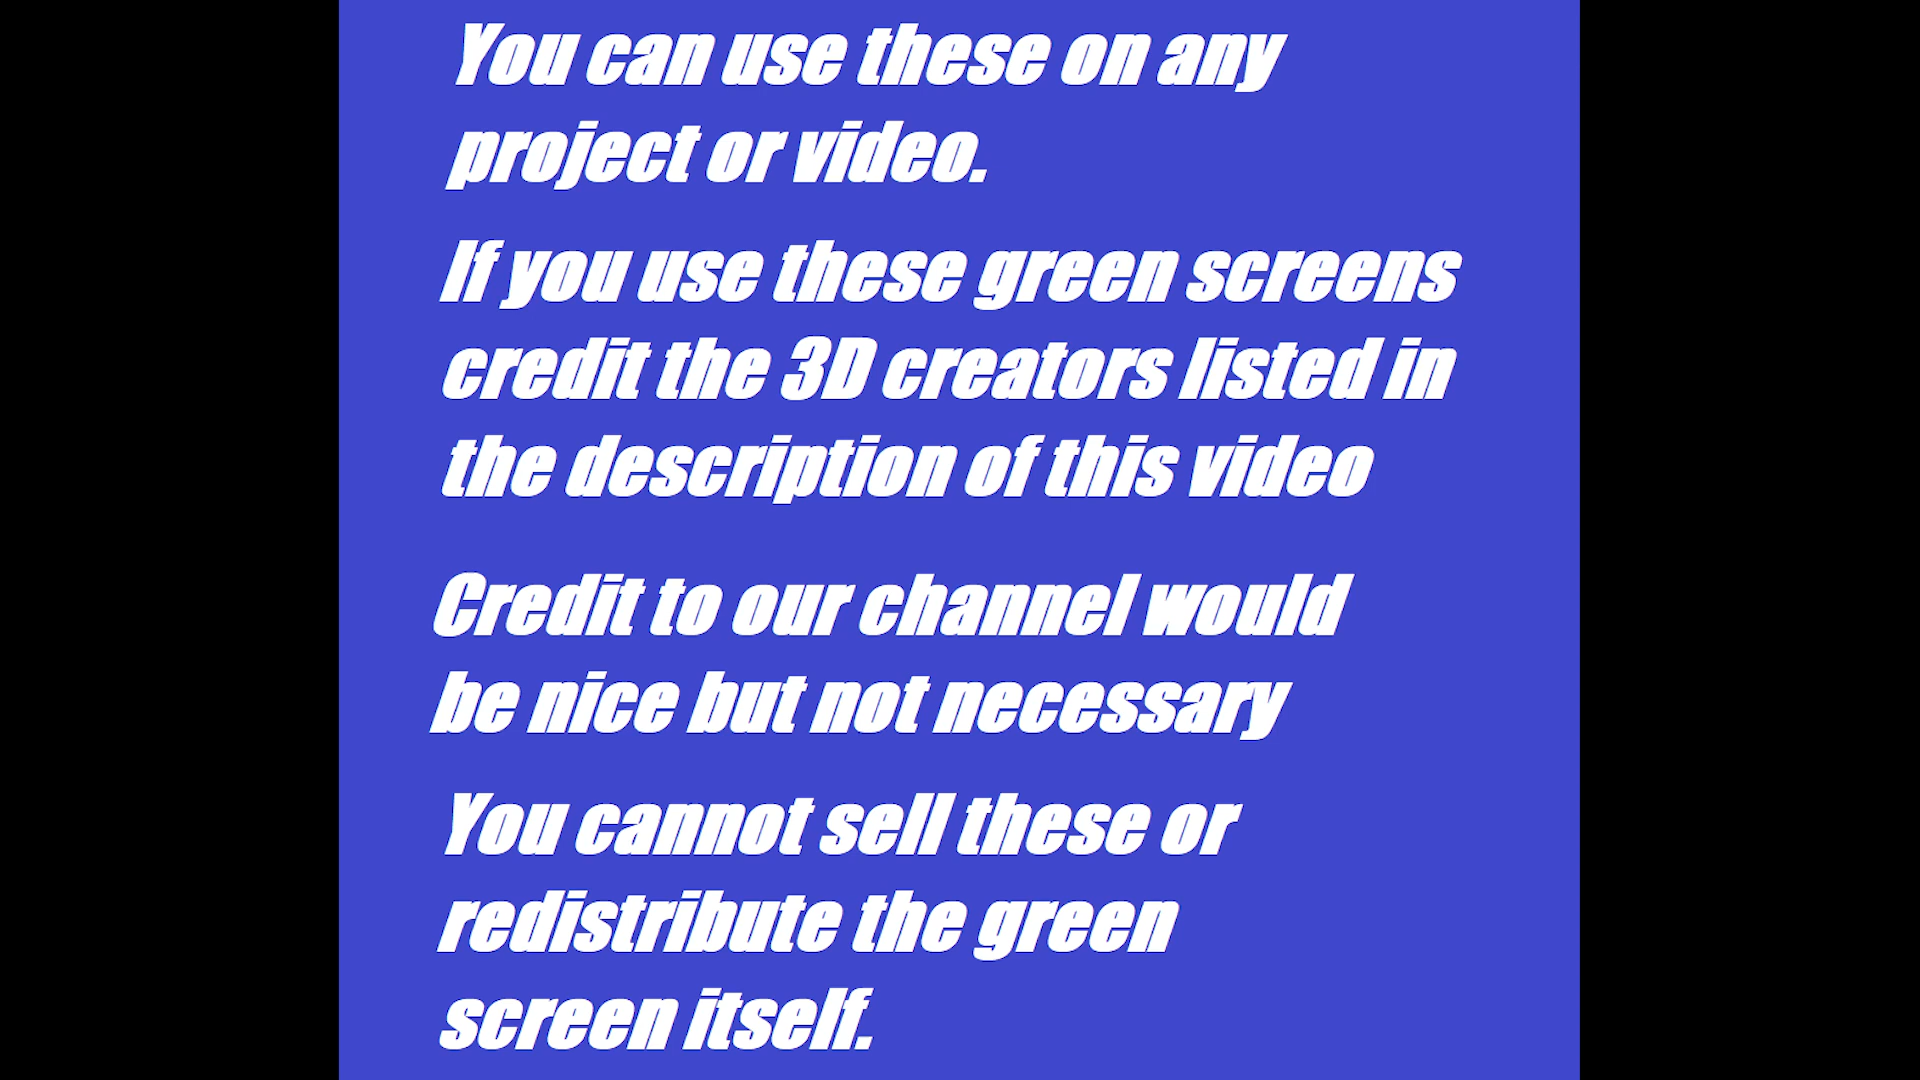 You can use these on any
project or video.
If you use these green screens
credit the 3D creators listed in
the description of this video
Credit to our channel would
be nice but not necessary
You cannot sell these or
redistribute the green
screen itself.